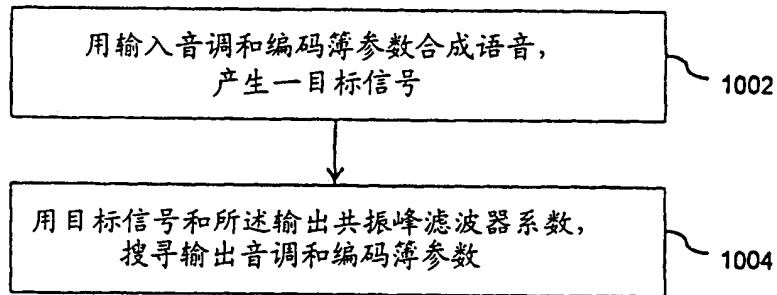 用输入音调和编码簿参数合成语音，
产生一目标信号
1002
用目标信号和所述输出共振峰滤波器系数，
搜寻输出音调和编码簿参数
1004